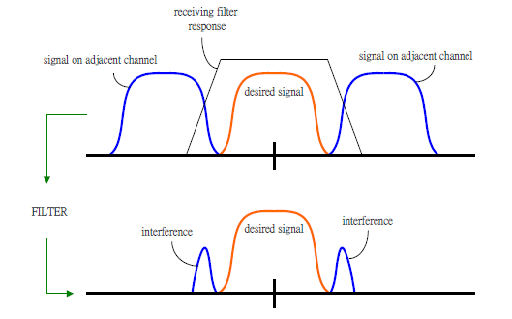 receiving filter
response
signal on adjacent channel
signal on adjacent channel
desired signal
FILTER
interference
desired signal
interference